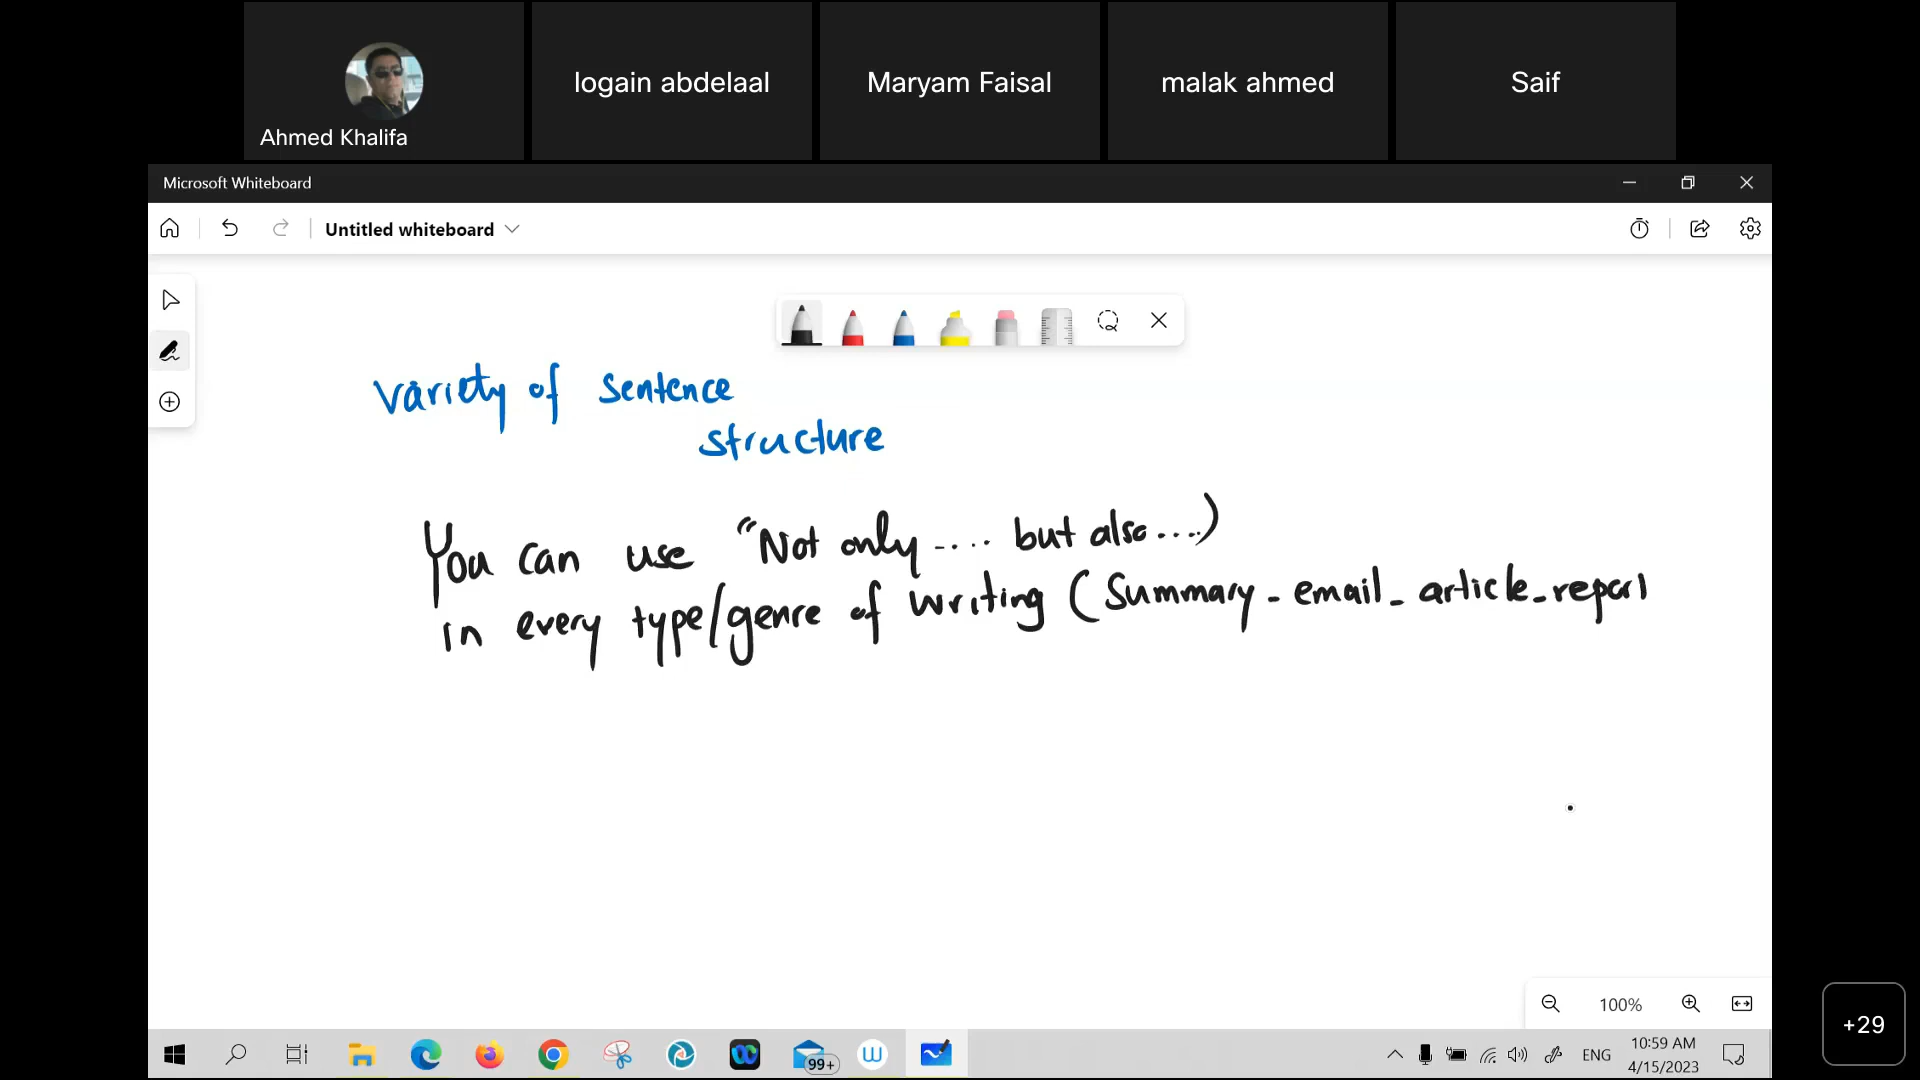 logain abdelaal
Maryam Faisal
malak ahmed
Saif
Ahmed Khalifa
Microsoft Whiteboard
Untitled whiteboard
Variety of sentence
structure
You can use "Not only .... but also ....)
in every type/genre of writing (Summary - email - article - report
100%
+29
99+
ENG
10:59 AM
4/15/2023